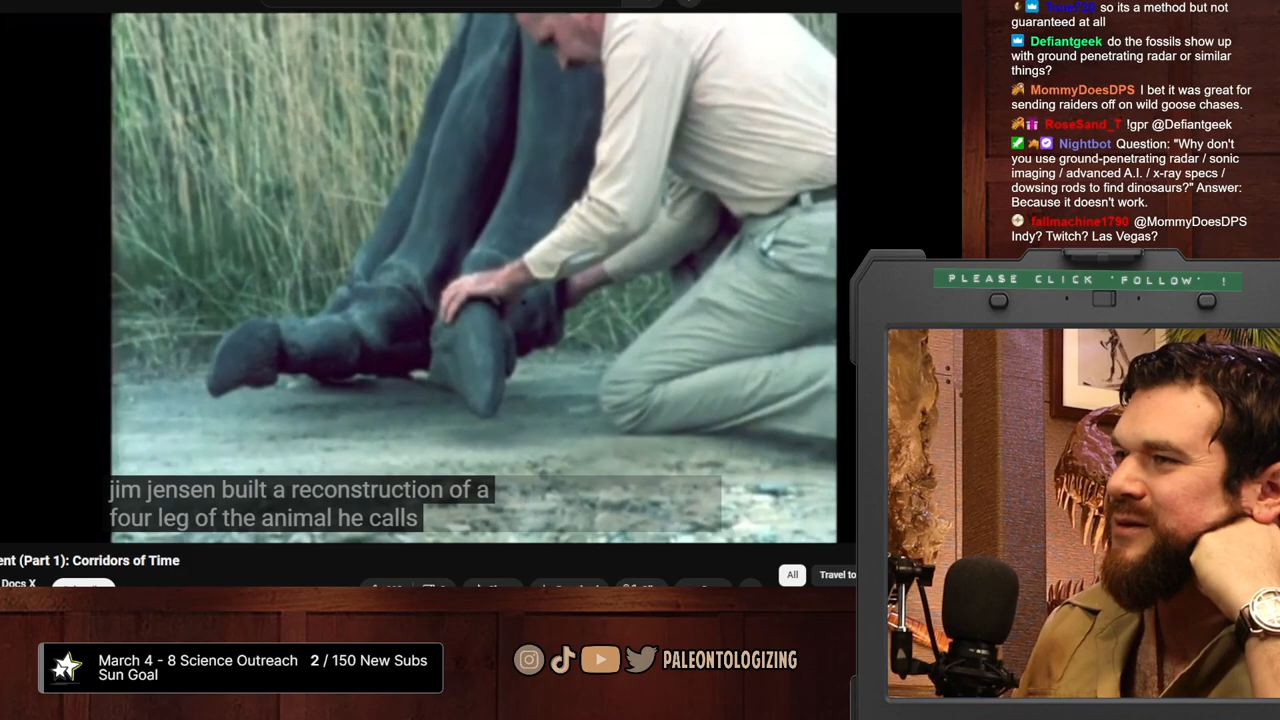 so its a method but not
guaranteed at all
Defiantgeek do the fossils show up
with ground penetrating radar or similar
things?
MommyDoesDPS I bet it was great for
sending raiders off on wild goose chases.
Rose$and_T !gpr @Defiantgeek
Nightbot Question: "Why don't
you use ground-penetrating radar / sonic
imaging / advanced A.I. / x-ray specs /
dowsing rods to find dinosaurs?" Answer:
Because it doesn't work.
fallmachine1790 @MommyDoesDPS
Indy? Twitch? Las Vegas?
PLEASE CLICK 'FOLLOW' !
jim jensen built a reconstruction of a
four leg of the animal he calls
ent (Part 1): Corridors of Time
Docs X
All
Travel to
March 4 - 8 Science Outreach 2 / 150 New Subs
Sun Goal
PALEONTOLOGIZING